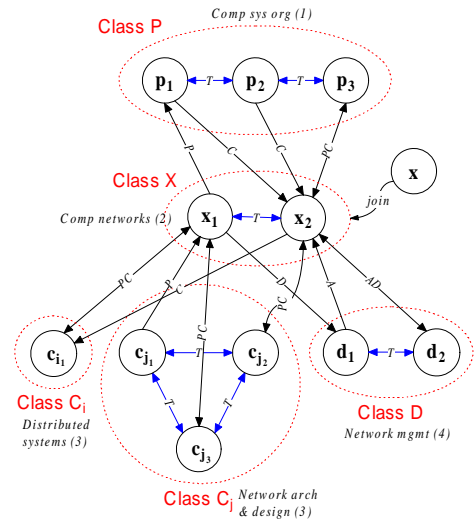 Comp sys org (1)
Class P
p1 T p2 T p3
P C C PC
Class X
x
join
Comp networks (2)
x1 T x2
PC C P PC D PC A AD
ci1
cj1 T cj2
d1 T d2
T T
Class Ci
Distributed
systems (3)
cj3
Class D
Network mgmt (4)
Class Cj
Network arch
& design (3)